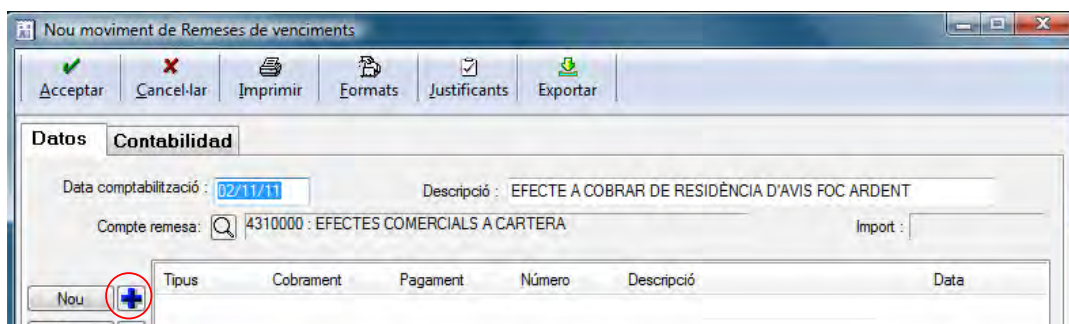 Nou moviment de Remeses de venciments
Acceptar Cancel·lar Imprimir Formats Justificants Exportar
Datos Contabilidad
Data comptabilització : 02/11/11 Descripció : EFECTE A COBRAR DE RESIDÈNCIA D'AVIS FOC ARDENT
Compte remesa: 4310000 : EFECTES COMERCIALS A CARTERA Import :
Tipus Cobrament Pagament Número Descripció Data
Nou